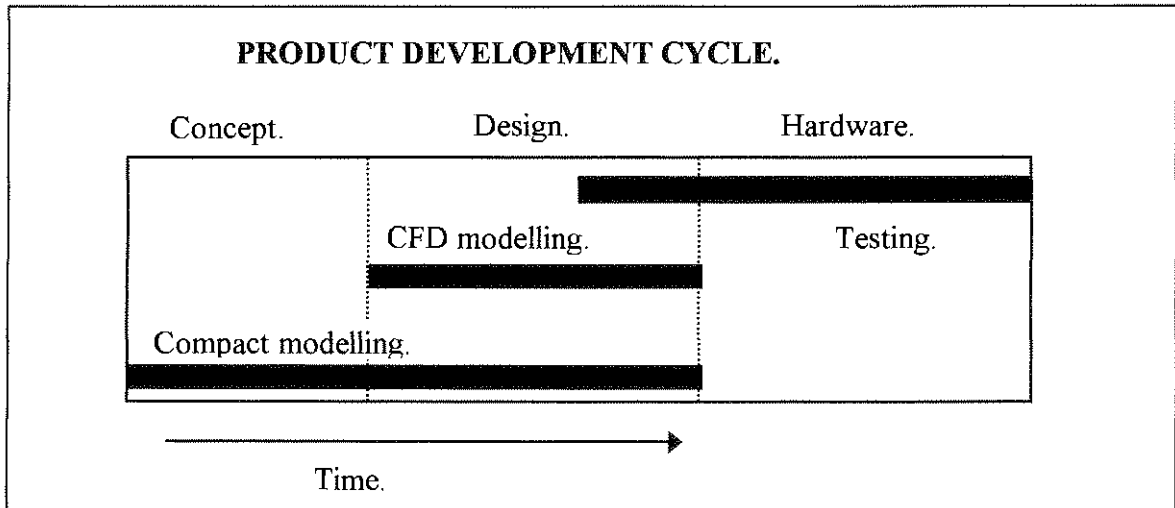 PRODUCT DEVELOPMENT CYCLE.
Concept. Design. Hardware.
CFD modelling. Testing.
Compact modelling.
Time.